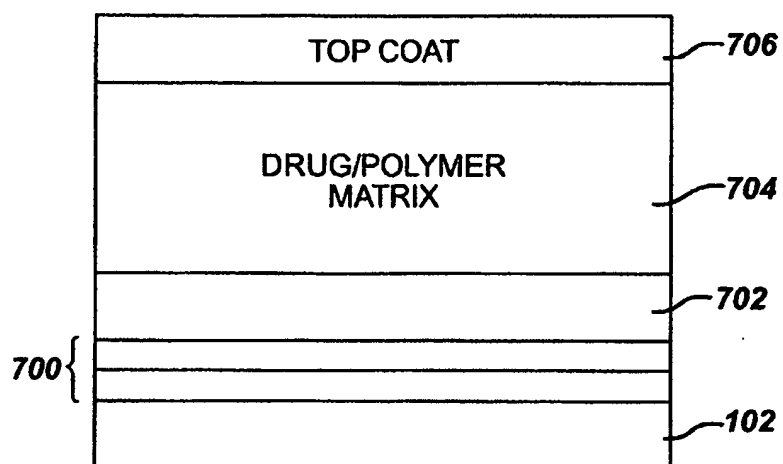 TOP COAT
706
DRUG/POLYMER
MATRIX
704
702
700
102